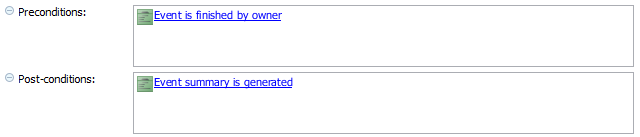 Preconditions: Event is finished by owner
Post-conditions: Event summary is generated